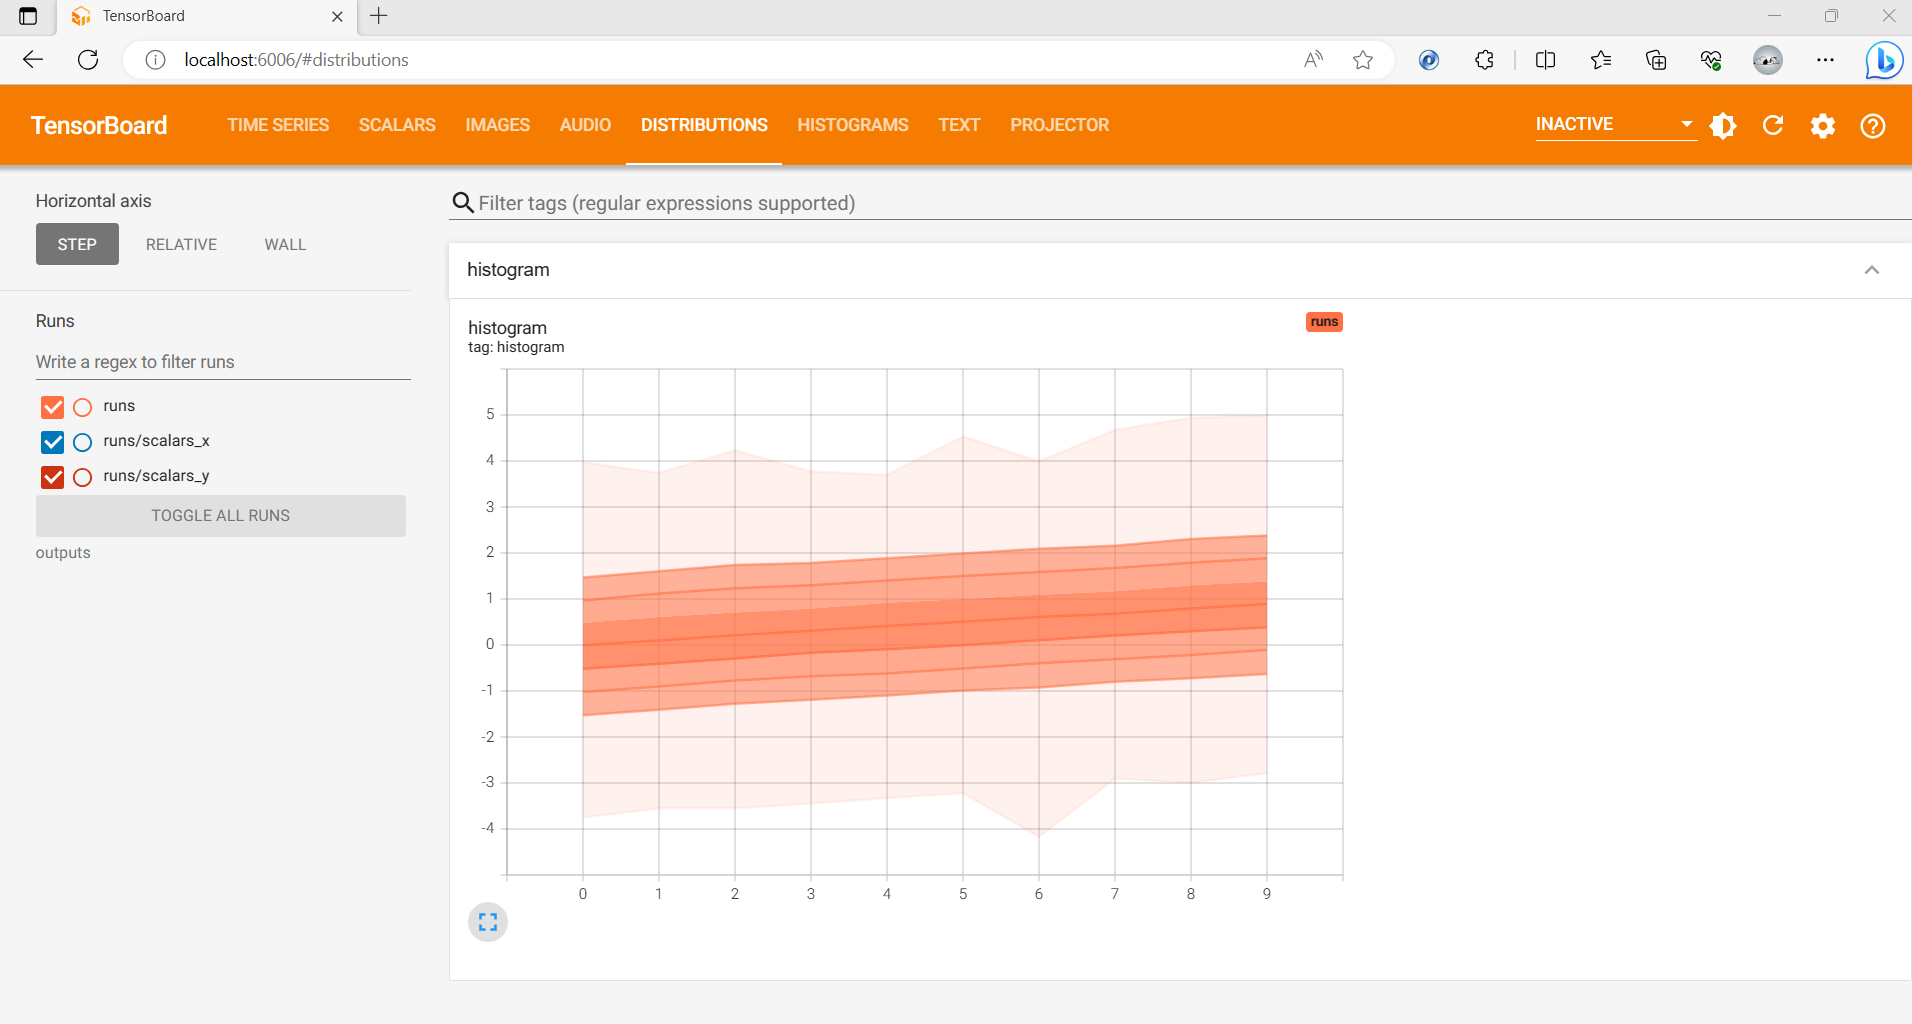 TensorBoard
localhost:6006/#distributions
TensorBoard
TIME SERIES SCALARS IMAGES AUDIO DISTRIBUTIONS HISTOGRAMS TEXT PROJECTOR
INACTIVE
Horizontal axis
STEP RELATIVE WALL
Runs
Write a regex to filter runs
runs
runs/scalars_x
runs/scalars_y
TOGGLE ALL RUNS
outputs
Filter tags (regular expressions supported)
histogram
histogram
runs
tag: histogram
5
4
3
2
1
0
-1
-2
-3
-4
0 1 2 3 4 5 6 7 8 9